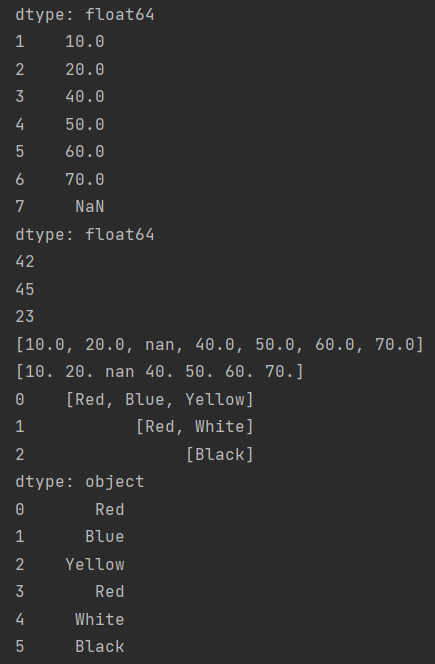 dtype: float64
1    10.0
2    20.0
3    40.0
4    50.0
5    60.0
6    70.0
7     NaN
dtype: float64
42
45
23
[10.0, 20.0, nan, 40.0, 50.0, 60.0, 70.0]
[10. 20. nan 40. 50. 60. 70.]
0    [Red, Blue, Yellow]
1           [Red, White]
2                [Black]
dtype: object
0       Red
1      Blue
2    Yellow
3       Red
4     White
5     Black